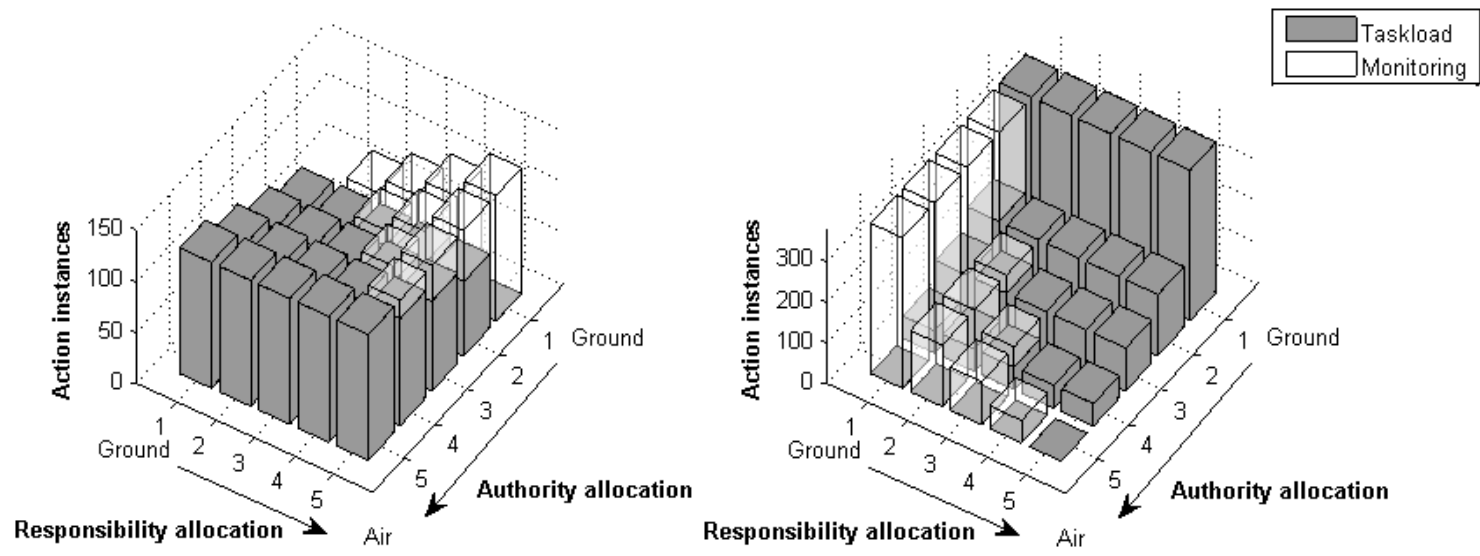 Taskload
Monitoring
Action instances
150
100
50
0
1
2
3
4
5
Ground
Responsibility allocation
Air
1
2
3
4
5
Ground
Authority allocation
Action instances
300
200
100
0
1
2
3
4
5
Ground
Responsibility allocation
Air
1
2
3
4
5
Ground
Authority allocation